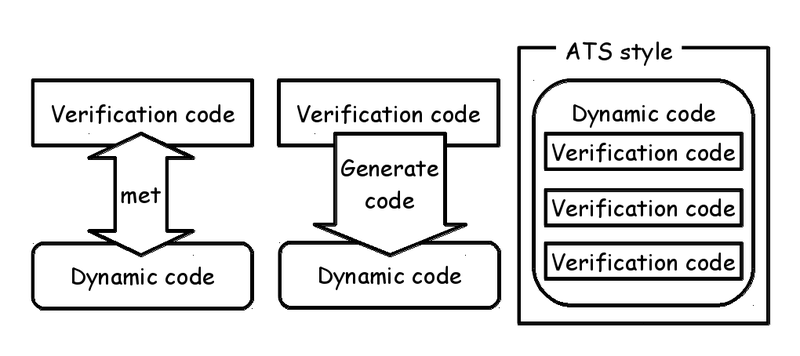 Verification code
met
Dynamic code
Verification code
Generate
code
Dynamic code
ATS style
Dynamic code
Verification code
Verification code
Verification code